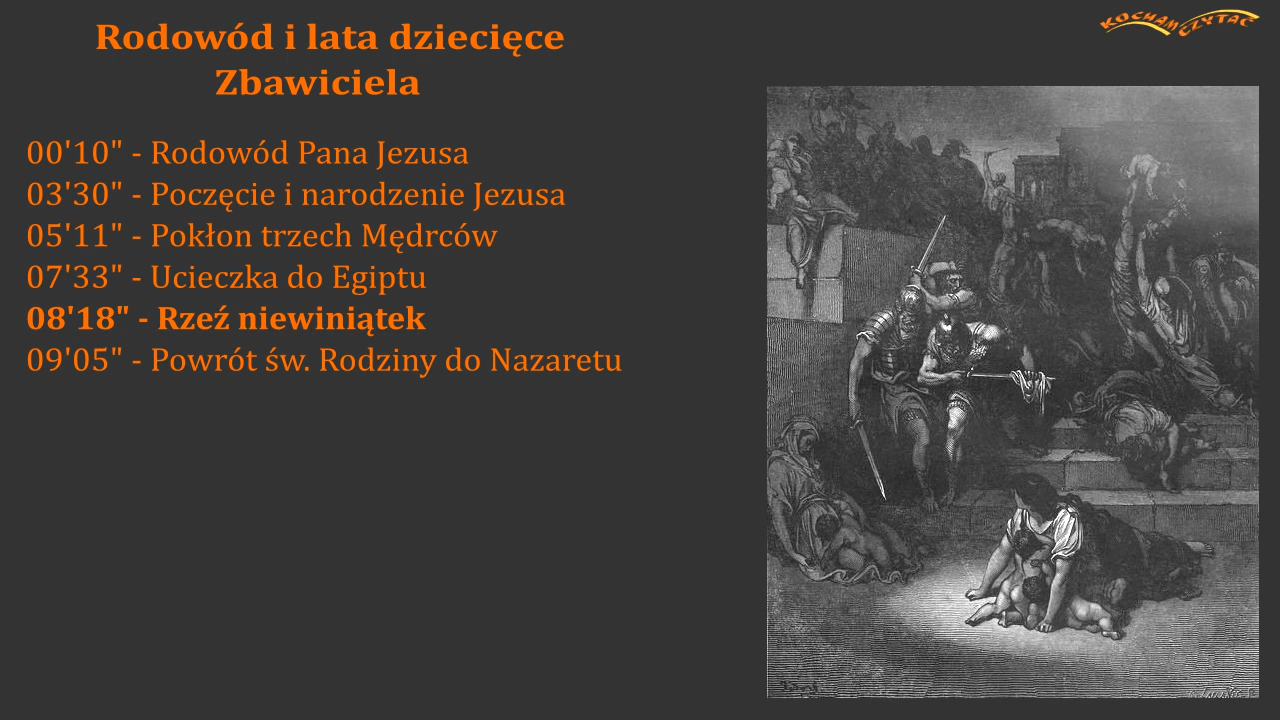 Rodowód i lata dziecięce
Zbawiciela
KOCHAM CZYTAĆ
00'10" - Rodowód Pana Jezusa
03'30" - Poczęcie i narodzenie Jezusa
05'11" - Pokłon trzech Mędrców
07'33" - Ucieczka do Egiptu
08'18" - Rzeź niewiniątek
09'05" - Powrót św. Rodziny do Nazaretu